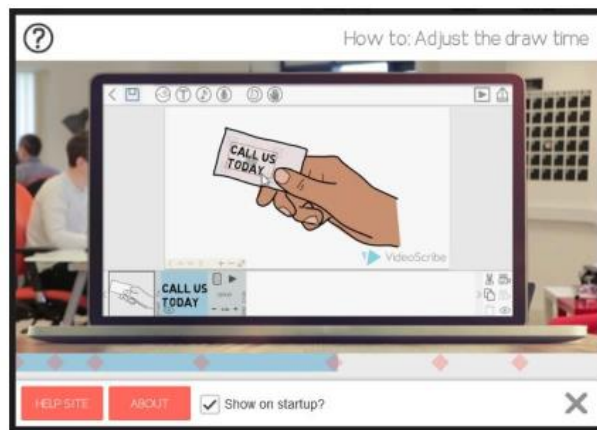 How to: Adjust the draw time
CALL US
TODAY
VideoScribe
CALL US
TODAY
HELP SITE
ABOUT
Show on startup?